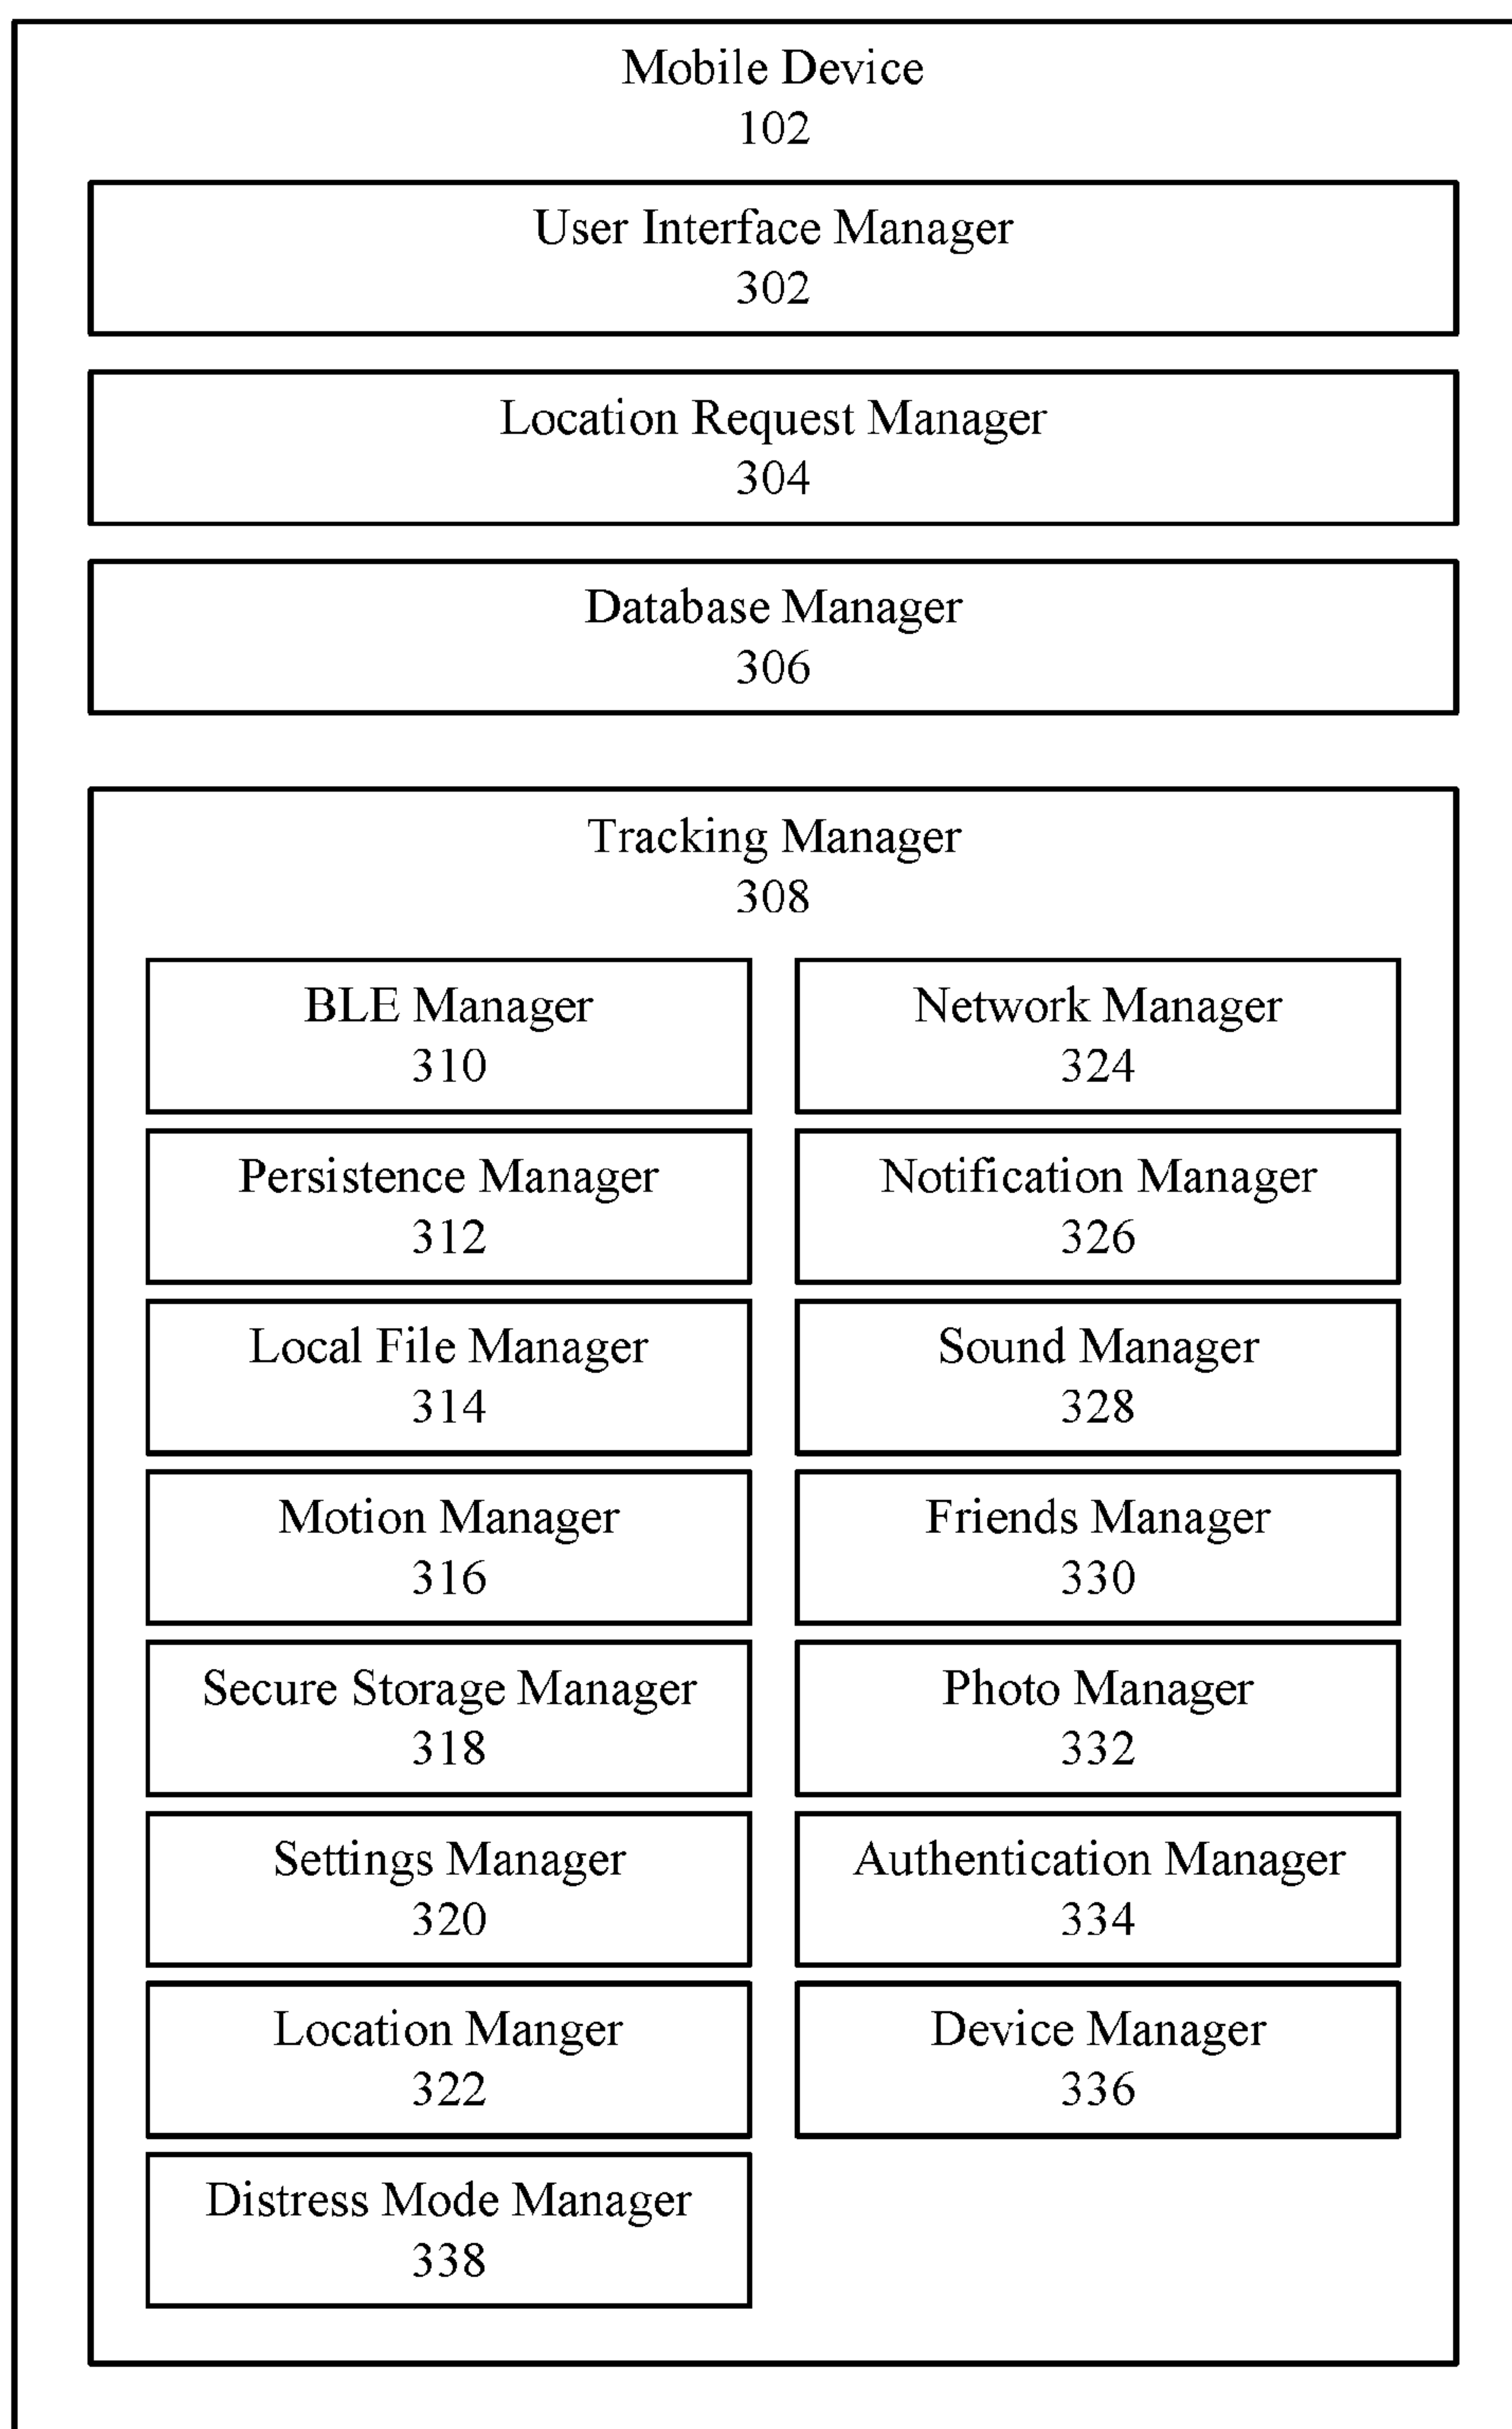 Mobile Device
102
User Interface Manager
302
Location Request Manager
304
Database Manager
306
Tracking Manager
308
BLE Manager
310
Network Manager
324
Persistence Manager
312
Notification Manager
326
Local File Manager
314
Sound Manager
328
Motion Manager
316
Friends Manager
330
Secure Storage Manager
318
Photo Manager
332
Settings Manager
320
Authentication Manager
334
Location Manger
322
Device Manager
336
Distress Mode Manager
338